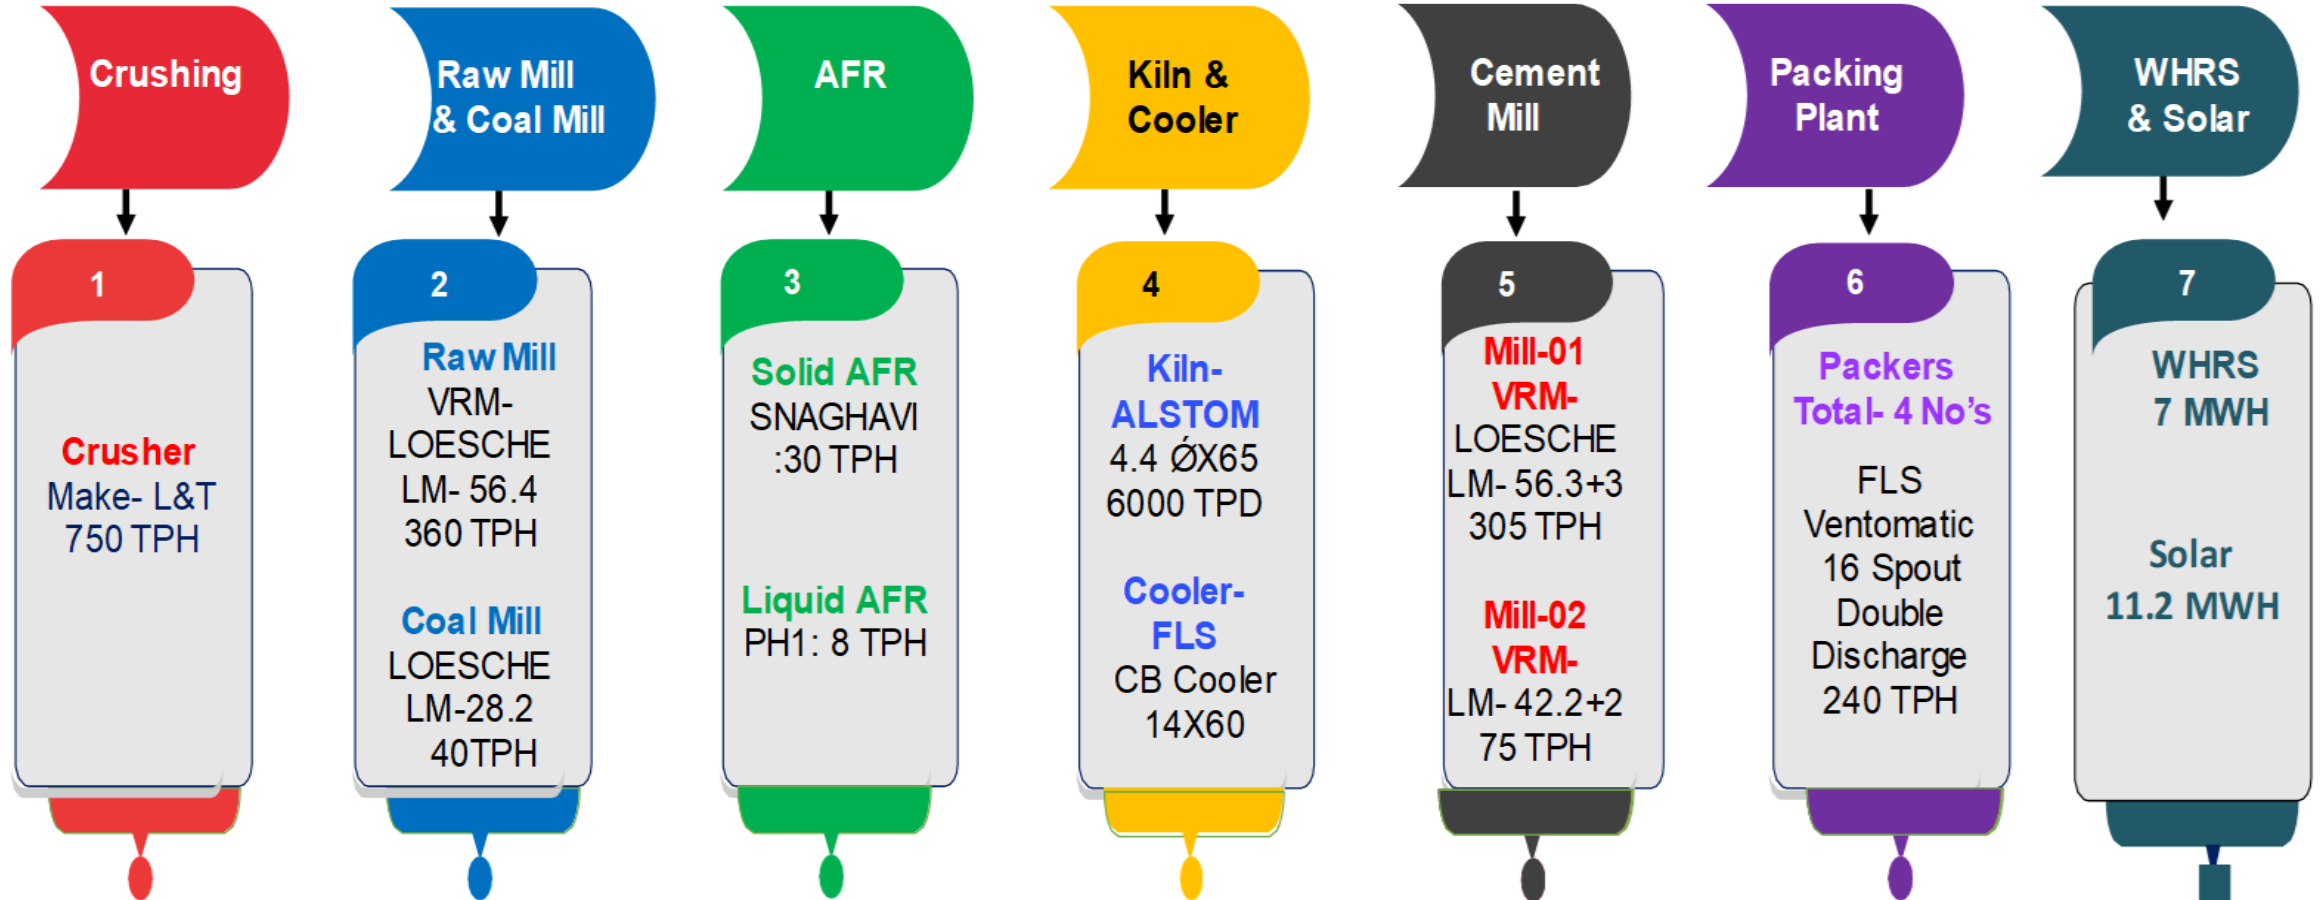 Crushing
Raw Mill
& Coal Mill
AFR
Kiln &
Cooler
Cement
Mill
Packing
Plant
WHRS
& Solar
1
Crusher
Make- L&T
750 TPH
2
Raw Mill
VRM-
LOESCHE
LM- 56.4
360 TPH
Coal Mill
LOESCHE
LM-28.2
40TPH
3
Solid AFR
SNAGHAVI
:30 TPH
Liquid AFR
PH1: 8 TPH
4
Kiln-
ALSTOM
4.4 ǾX65
6000 TPD
Cooler-
FLS
CB Cooler
14X60
5
Mill-01
VRM-
LOESCHE
LM- 56.3+3
305 TPH
Mill-02
VRM-
LM- 42.2+2
75 TPH
6
Packers
Total- 4 No’s
FLS
Ventomatic
16 Spout
Double
Discharge
240 TPH
7
WHRS
7 MWH
Solar
11.2 MWH